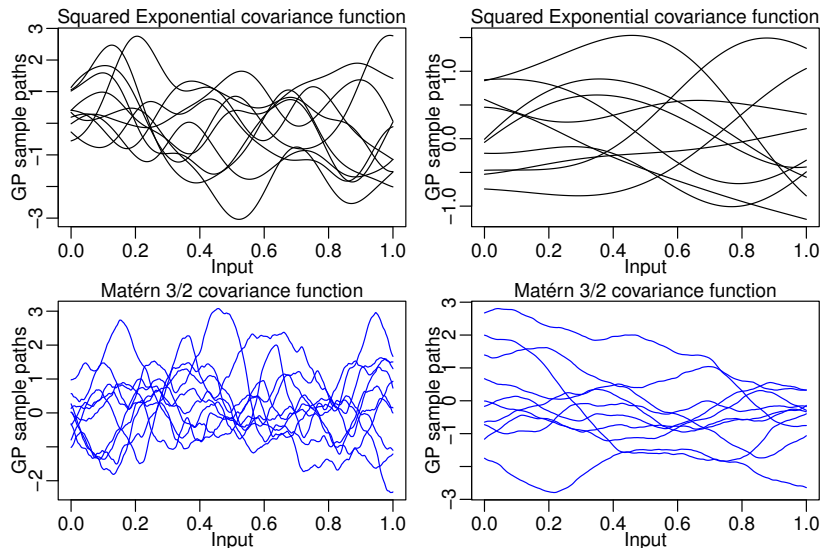 Squared Exponential covariance function
GP sample paths
3
1
−1
−3
0.0 0.2 0.4 0.6 0.8 1.0
Input
Squared Exponential covariance function
GP sample paths
1.0
0.0
−1.0
0.0 0.2 0.4 0.6 0.8 1.0
Input
Matérn 3/2 covariance function
GP sample paths
3
2
1
0
−2
0.0 0.2 0.4 0.6 0.8 1.0
Input
Matérn 3/2 covariance function
GP sample paths
3
2
1
0
−1
−3
0.0 0.2 0.4 0.6 0.8 1.0
Input